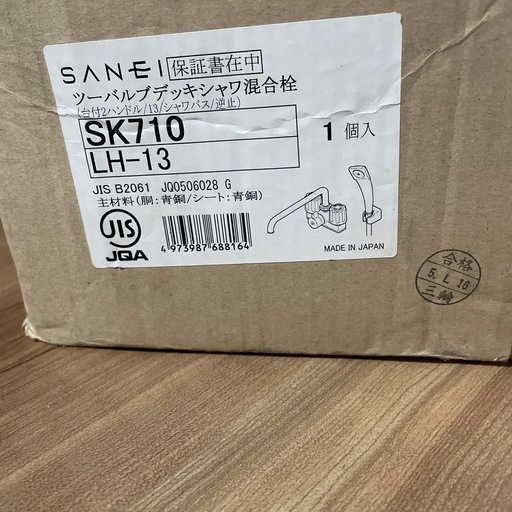 SANEI 保証書在中
ツーバルブデッキシャワ混合栓
(台付2ハンドル/13/シャワバス/逆止)
SK710
LH-13
1 個入
JIS B2061 JQ0506028 G
主材料(胴:青銅/シート:青銅)
JIS
JQA
4 973987 688164
MADE IN JAPAN
合格
5. L. 16
三輪